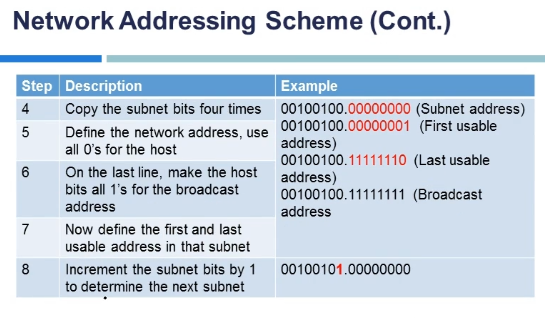 Network Addressing Scheme (Cont.)
Step Description Example
4 Copy the subnet bits four times
5 Define the network address, use
all 0's for the host
6 On the last line, make the host
bits all 1's for the broadcast
address
7 Now define the first and last
usable address in that subnet
00100100.00000000 (Subnet address)
00100100.00000001 (First usable
address)
00100100.11111110 (Last usable
address)
00100100.11111111 (Broadcast
address
8 Increment the subnet bits by 1
to determine the next subnet
00100101.00000000